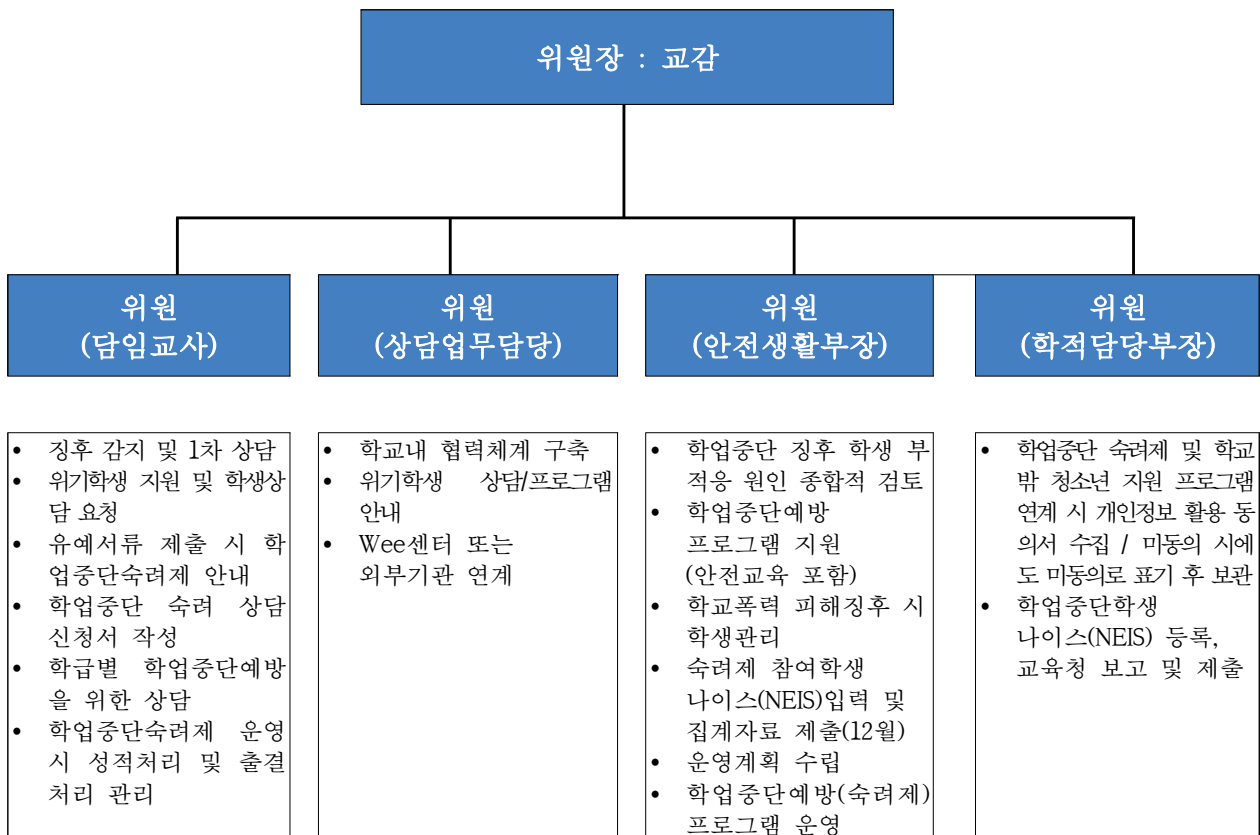 위원장 : 교감
위원
(담임교사)
위원
(상담업무담당)
위원
(안전생활부장)
위원
(학적담당부장)
• 징후 감지 및 1차 상담
• 위기학생 지원 및 학생상
담 요청
• 유예서류 제출 시 학
업중단숙려제 안내
• 학업중단 숙려 상담
신청서 작성
• 학급별 학업중단예방
을 위한 상담
• 학업중단숙려제 운영
시 성적처리 및 출결
처리 관리
• 학교내 협력체계 구축
• 위기학생 상담/프로그램
안내
• Wee센터 또는
외부기관 연계
• 학업중단 징후 학생 부
적응 원인 종합적 검토
• 학업중단예방
프로그램 지원
(안전교육 포함)
• 학교폭력 피해징후 시
학생관리
• 숙려제 참여학생
나이스(NEIS)입력 및
집계자료 제출(12월)
• 운영계획 수립
• 학업중단예방(숙려제)
프로그램 운영
• 학업중단 숙려제 및 학교
밖 청소년 지원 프로그램
연계 시 개인정보 활용 동
의서 수집 / 미동의 시에
도 미동의로 표기 후 보관
• 학업중단학생
나이스(NEIS) 등록,
교육청 보고 및 제출